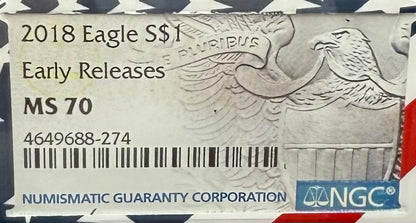 2018 Eagle S$1
E PLURIBUS
Early Releases
MS 70
4649688-274
NUMISMATIC GUARANTY CORPORATION
NGC®